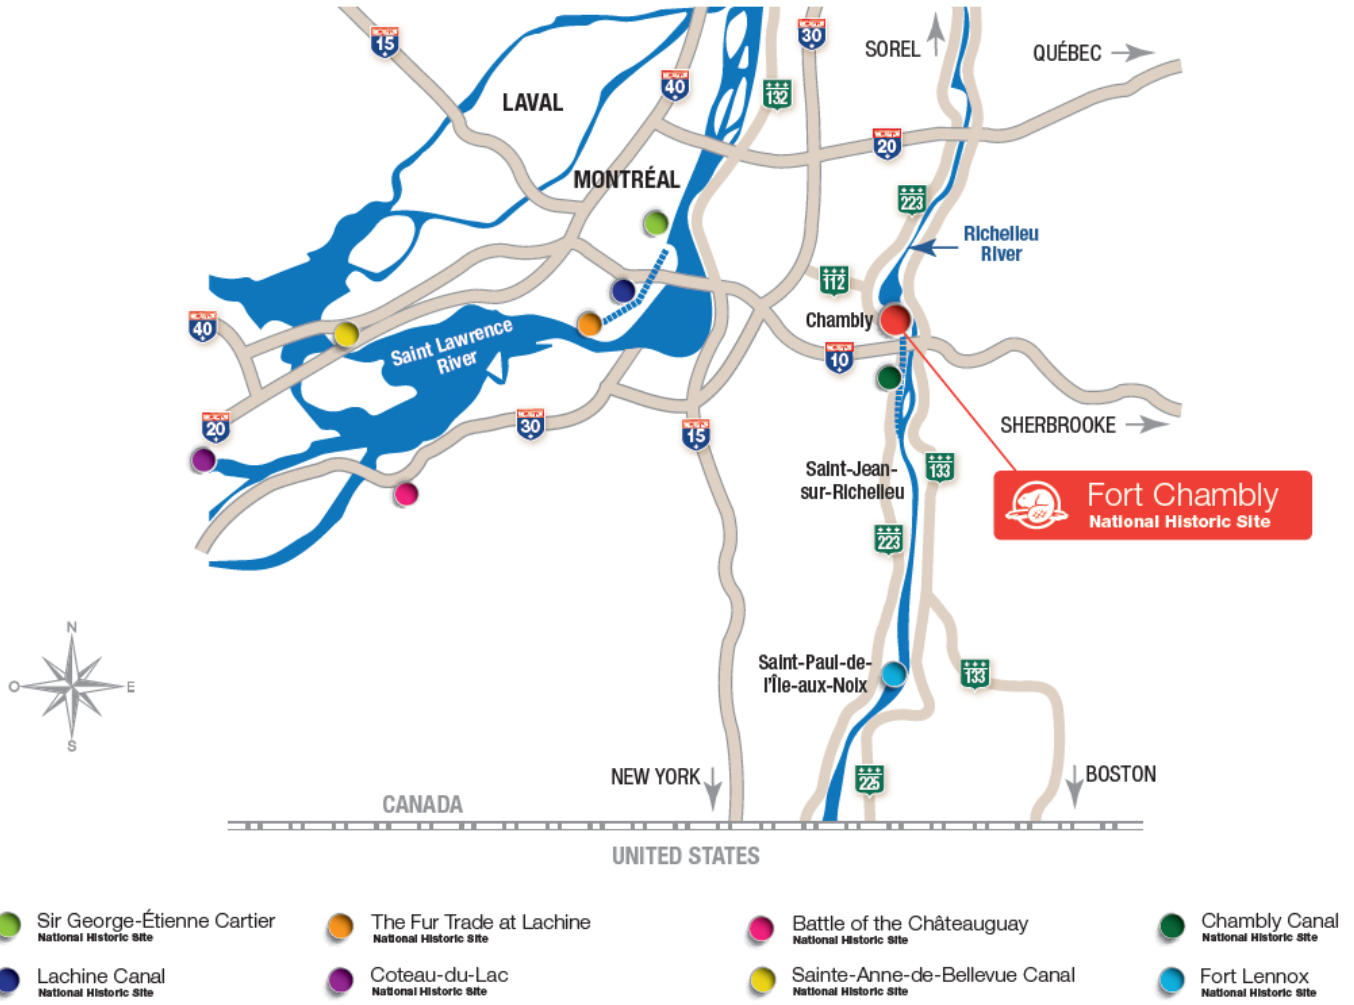 15
40
30
132
SOREL
QUÉBEC
LAVAL
20
MONTRÉAL
223
Richelieu
River
112
40
Saint Lawrence
River
Chambly
10
20
30
15
SHERBROOKE
Saint-Jean-
sur-Richelieu
133
Fort Chambly
National Historic Site
223
N
O
E
S
Saint-Paul-de-
l'Île-aux-Noix
133
NEW YORK
225
BOSTON
CANADA
UNITED STATES
Sir George-Étienne Cartier
National Historic Site
The Fur Trade at Lachine
National Historic Site
Battle of the Châteauguay
National Historic Site
Chambly Canal
National Historic Site
Lachine Canal
National Historic Site
Coteau-du-Lac
National Historic Site
Sainte-Anne-de-Bellevue Canal
National Historic Site
Fort Lennox
National Historic Site